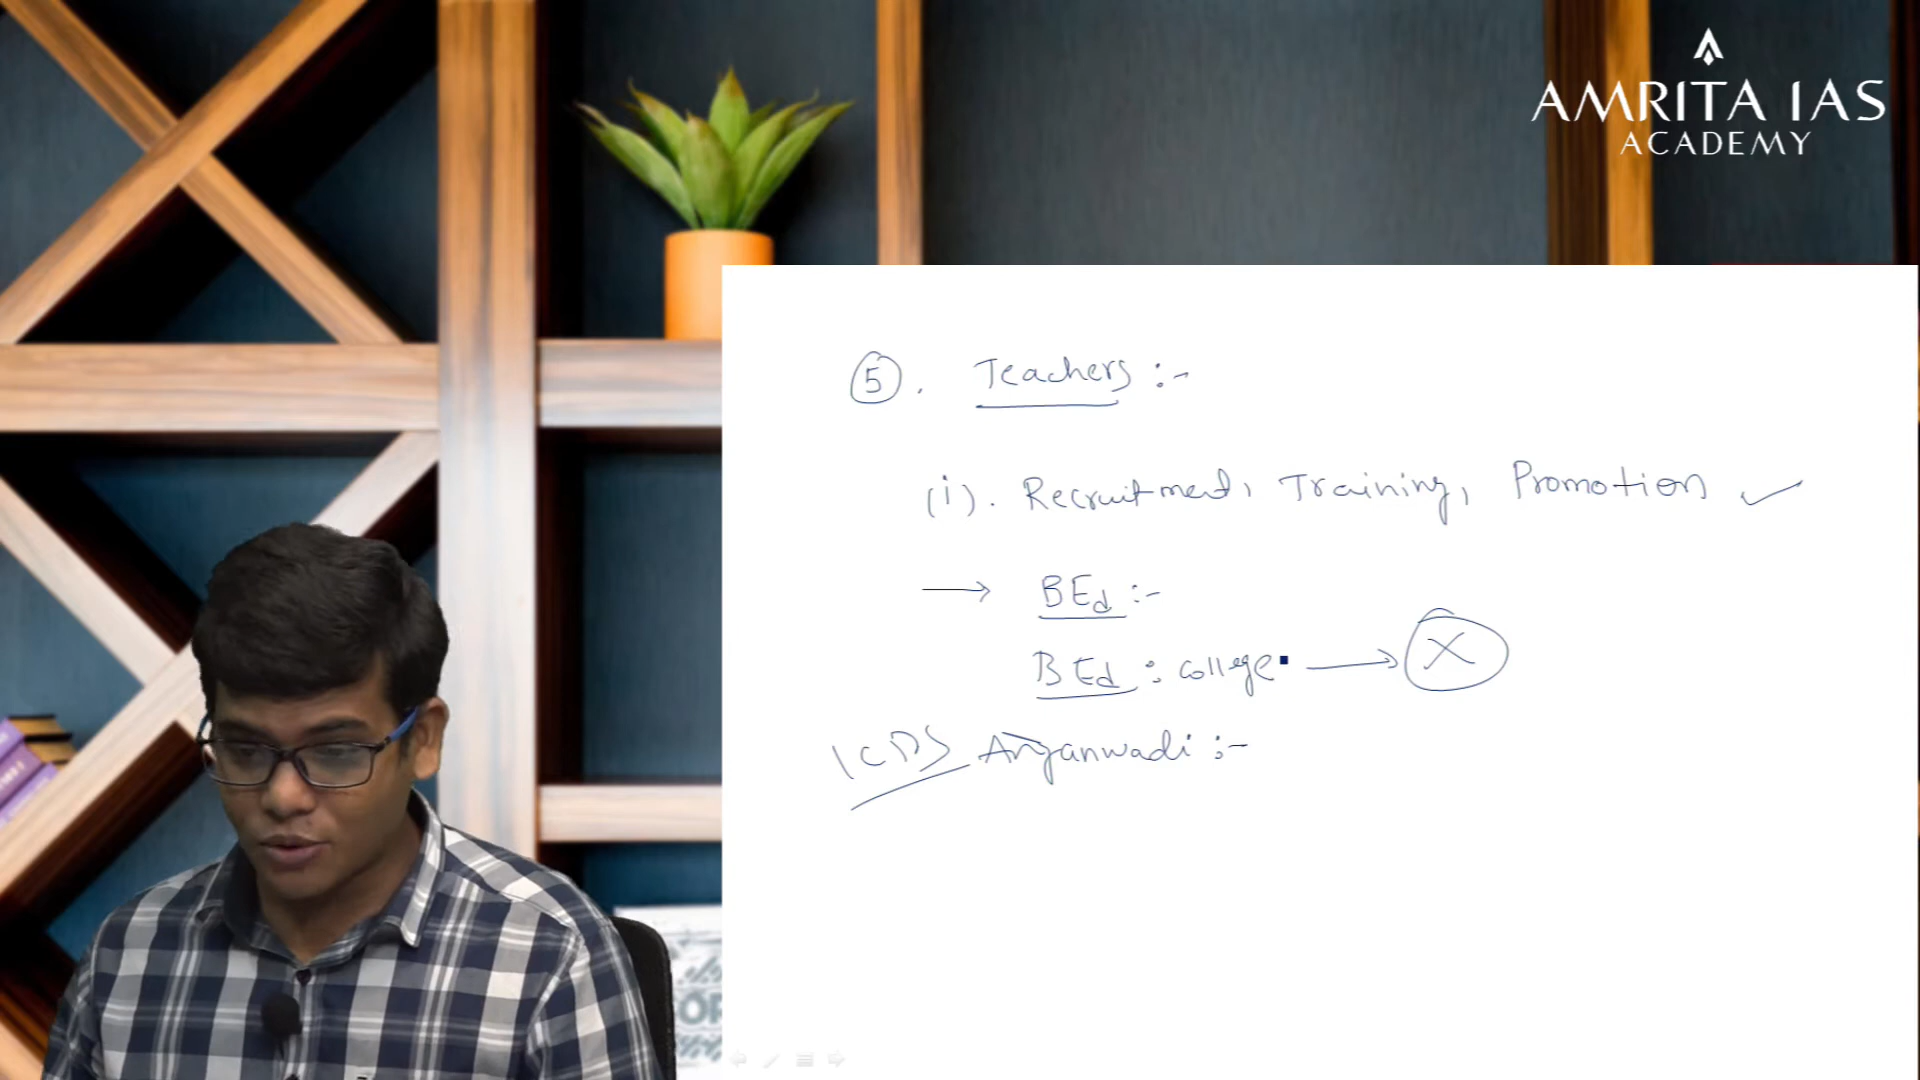 AMRITA IAS
ACADEMY
5. Teachers :-
(i). Recruitment, Training, Promotion ✓
→ BEd :-
BEd : college → X
ICDS Anganwadi :-